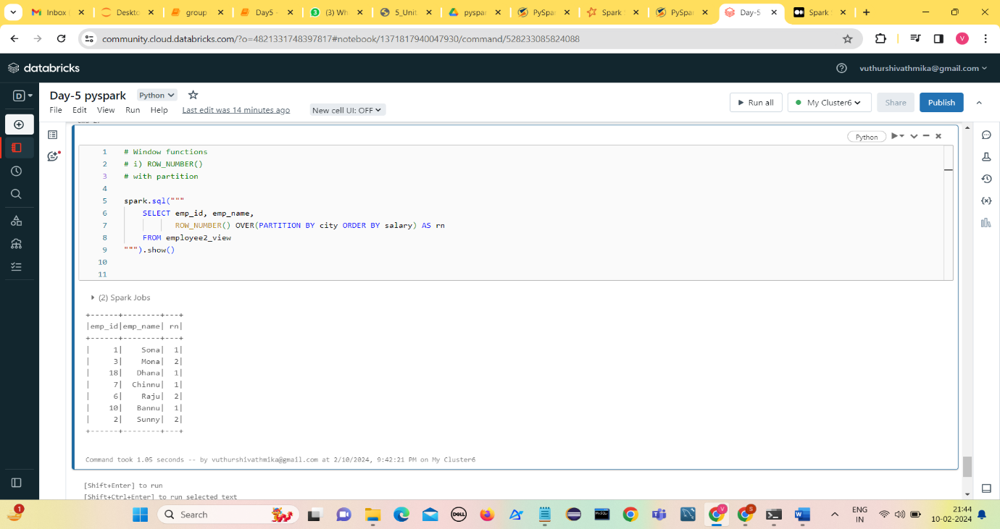 Inbox
Deskto
group
Day5 -
(3) Wh
5_Unit
pyspar
PySpar
Spark
PySpar
Day-5
Spark
community.cloud.databricks.com/?o=4821331748397817#notebook/1371817940047930/command/528233085824088
V
databricks
vuthurshivathmika@gmail.com
D
Day-5 pyspark Python
File Edit View Run Help Last edit was 14 minutes ago New cell UI: OFF
Run all My Cluster6 Share Publish
Python
1 # Window functions
2 # i) ROW_NUMBER()
3 # with partition
4
5 spark.sql("""
6 SELECT emp_id, emp_name,
7 ROW_NUMBER() OVER(PARTITION BY city ORDER BY salary) AS rn
8 FROM employee2_view
9 """).show()
10
11
(2) Spark Jobs
+------+--------+---+
|emp_id|emp_name| rn|
+------+--------+---+
| 1| Sona| 1|
| 3| Mona| 2|
| 18| Dhana| 1|
| 7| Chinnu| 1|
| 6| Raju| 2|
| 10| Bannu| 1|
| 2| Sunny| 2|
+------+--------+---+
Command took 1.05 seconds -- by vuthurshivathmika@gmail.com at 2/10/2024, 9:42:21 PM on My Cluster6
[Shift+Enter] to run
[Shift+Ctrl+Enter] to run selected text
1
Search
DELL
ENG
IN
21:44
10-02-2024